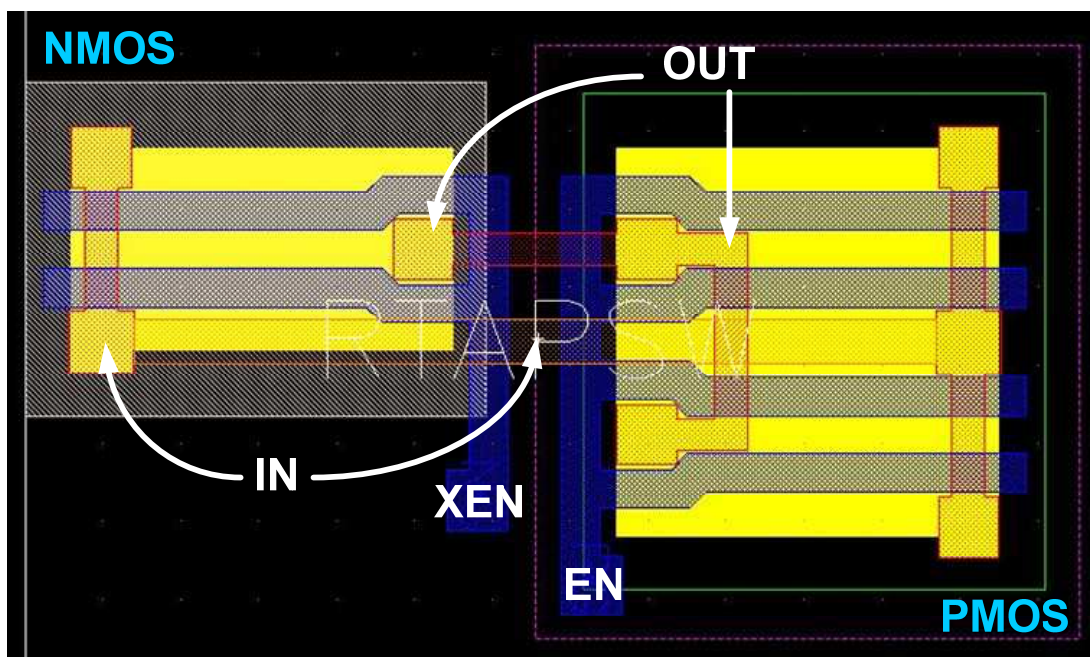 NMOS
OUT
RTAPSW
IN
XEN
EN
PMOS